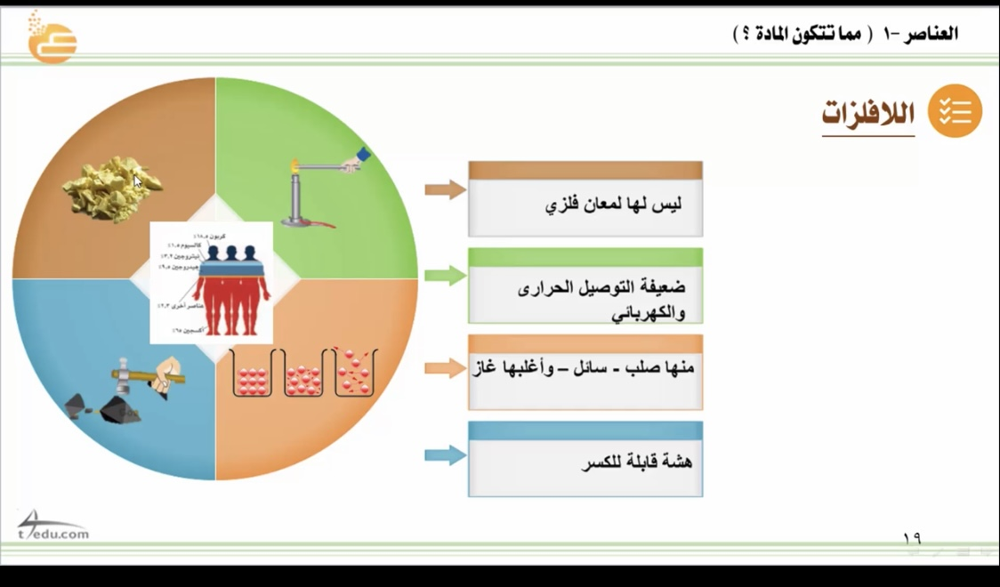 العناصر -١ ( مما تتكون المادة ؟ )
اللافلزات
ليس لها لمعان فلزي
ضعيفة التوصيل الحرارى
والكهربائي
منها صلب - سائل – وأغلبها غاز
هشة قابلة للكسر
كربون ١٨.٥٪
كالسيوم ١.٥٪
نيتروجين ٣.٢٪
هيدروجين ٩.٥٪
عناصر أخرى ٢.٣٪
أكسجين ٦٥٪
t4edu.com
١٩